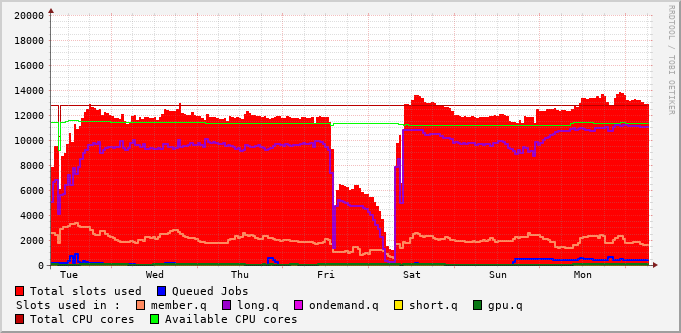 20000
18000
16000
14000
12000
10000
8000
6000
4000
2000
0
Tue Wed Thu Fri Sat Sun Mon
Total slots used Queued Jobs
Slots used in : member.q long.q ondemand.q short.q gpu.q
Total CPU cores Available CPU cores
RRDTOOL / TOBI OETIKER